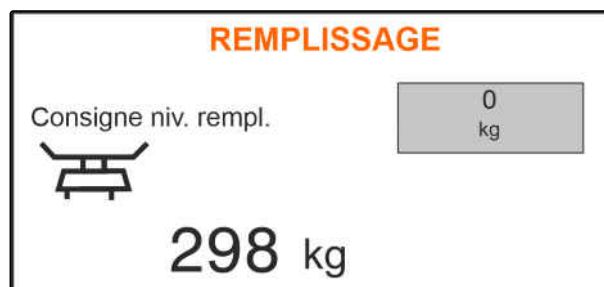 REMPLISSAGE
Consigne niv. rempl.
0
kg
298 kg